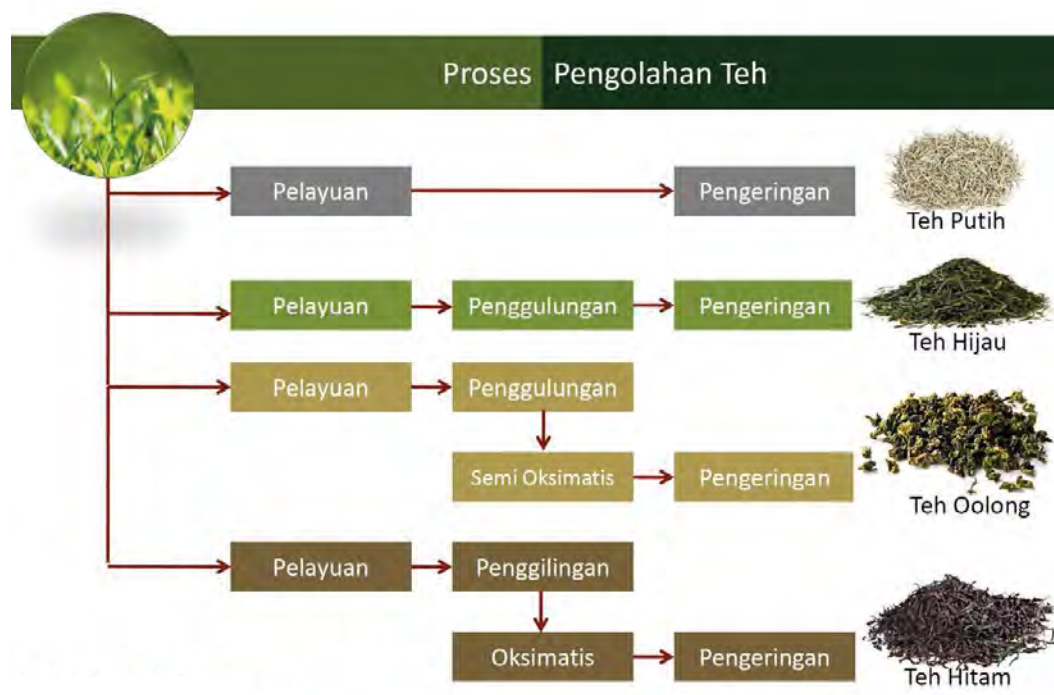 Proses Pengolahan Teh
Pelayuan
Pengeringan
Teh Putih
Pelayuan
Penggulungan
Pengeringan
Teh Hijau
Pelayuan
Penggulungan
Semi Oksimatis
Pengeringan
Teh Oolong
Pelayuan
Penggilingan
Oksimatis
Pengeringan
Teh Hitam